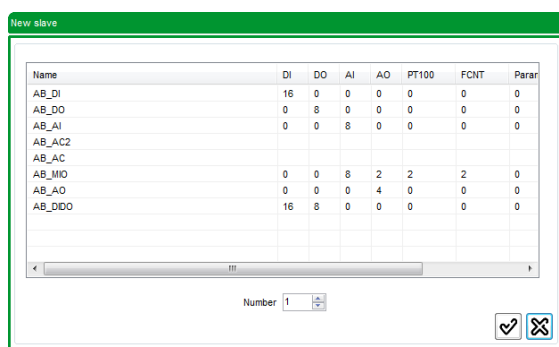 New slave
Name DI DO AI AO PT100 FCNT Parar
AB_DI 16 0 0 0 0 0 0
AB_DO 0 8 0 0 0 0 0
AB_AI 0 0 8 0 0 0 0
AB_AC2
AB_AC
AB_MIO 0 0 8 2 2 2 0
AB_AO 0 0 0 4 0 0 0
AB_DIDO 16 8 0 0 0 0 0
Number 1